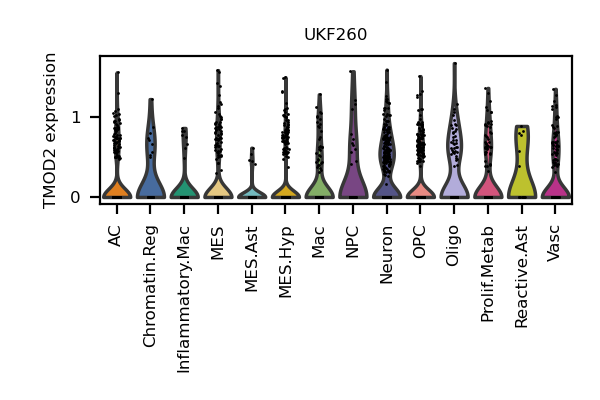 UKF260
TMOD2 expression
1
0
AC
Chromatin.Reg
Inflammatory.Mac
MES
MES.Ast
MES.Hyp
Mac
NPC
Neuron
OPC
Oligo
Prolif.Metab
Reactive.Ast
Vasc